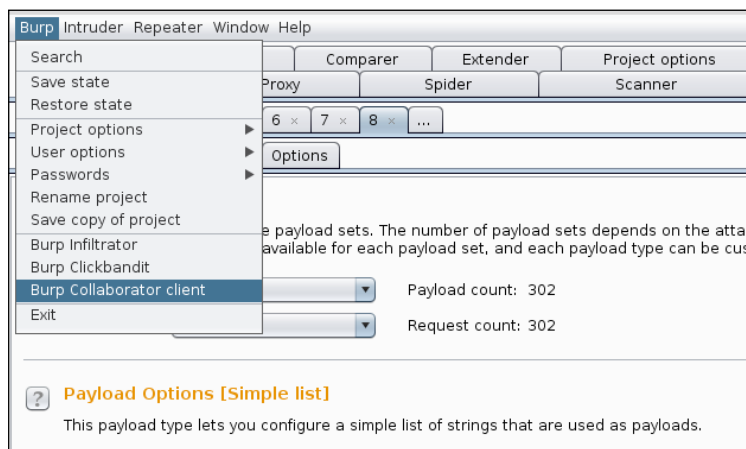 Burp Intruder Repeater Window Help
Search
Save state
Restore state
Project options
User options
Passwords
Rename project
Save copy of project
Burp Infiltrator
Burp Clickbandit
Burp Collaborator client
Exit
Comparer Extender Project options
Proxy Spider Scanner
6 × 7 × 8 × ...
Options
payload sets. The number of payload sets depends on the
available for each payload set, and each payload type can be
Payload count: 302
Request count: 302
? Payload Options [Simple list]
This payload type lets you configure a simple list of strings that are used as payloads.